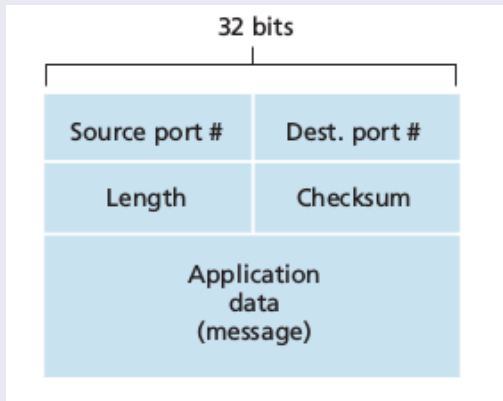 32 bits
Source port #
Dest. port #
Length
Checksum
Application
data
(message)